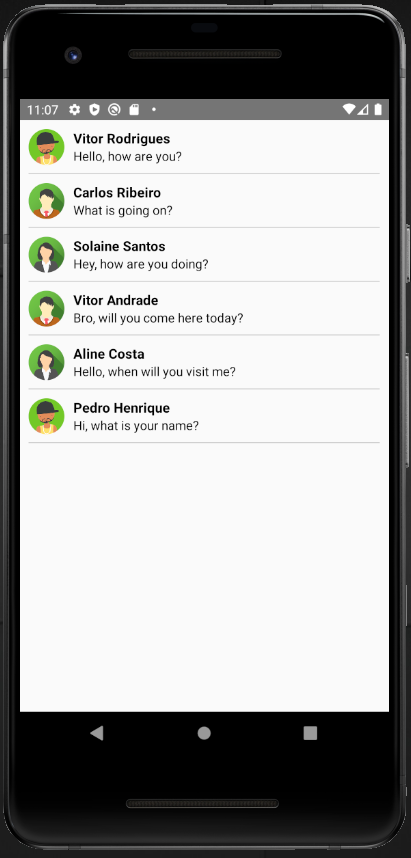 11:07
Vitor Rodrigues
Hello, how are you?
Carlos Ribeiro
What is going on?
Solaine Santos
Hey, how are you doing?
Vitor Andrade
Bro, will you come here today?
Aline Costa
Hello, when will you visit me?
Pedro Henrique
Hi, what is your name?